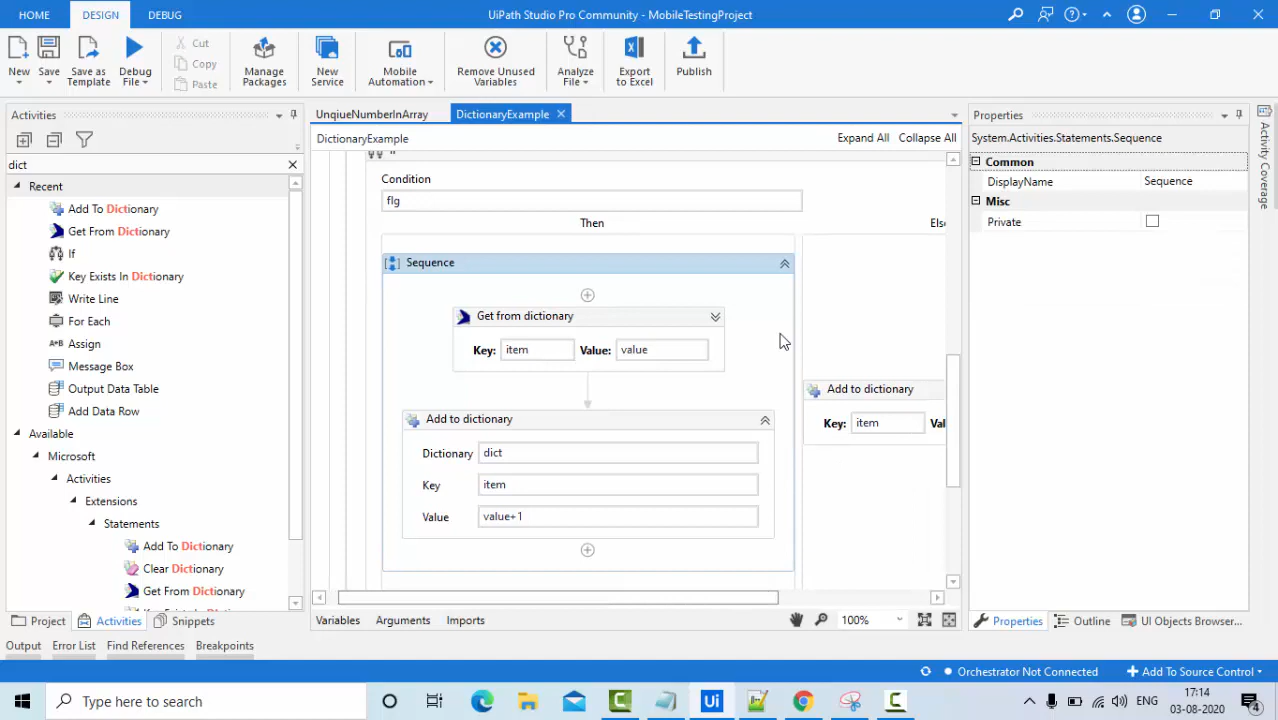 HOME DESIGN DEBUG UiPath Studio Pro Community - MobileTestingProject
New Save Save as Template Debug File Cut Copy Paste Manage Packages New Service Mobile Automation Remove Unused Variables Analyze File Export to Excel Publish
Activities
dict
Recent
Add To Dictionary
Get From Dictionary
If
Key Exists In Dictionary
Write Line
For Each
Assign
Message Box
Output Data Table
Add Data Row
Available
Microsoft
Activities
Extensions
Statements
Add To Dictionary
Clear Dictionary
Get From Dictionary
Project Activities Snippets
UnqiueNumberInArray DictionaryExample
DictionaryExample Expand All Collapse All
Condition
flg
Then
Sequence
Get from dictionary
Key: item Value: value
Add to dictionary
Dictionary dict
Key item
Value value+1
Add to dictionary
Key: item
Variables Arguments Imports 100%
Properties
System.Activities.Statements.Sequence
Common
DisplayName Sequence
Misc
Private
Properties Outline UI Objects Browser...
Activity Coverage
Output Error List Find References Breakpoints
Orchestrator Not Connected Add To Source Control
Type here to search
Ui
ENG
17:14
03-08-2020
4